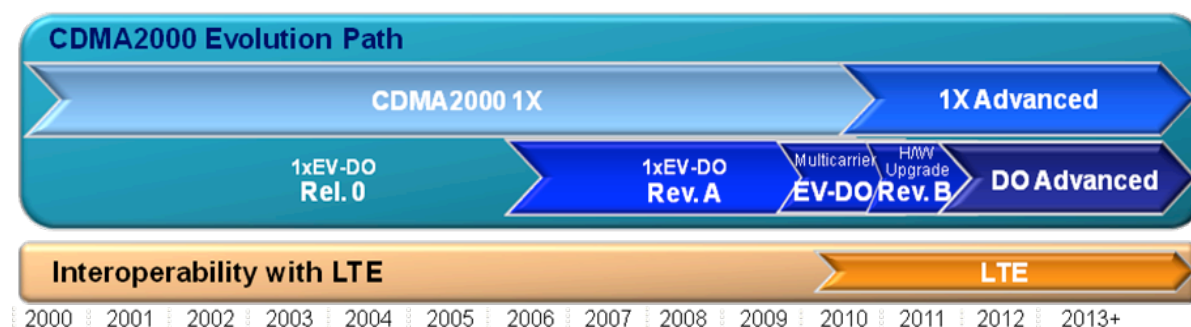 CDMA2000 Evolution Path
CDMA2000 1X
1X Advanced
1xEV-DO
Rel. 0
1xEV-DO
Rev. A
Multicarrier
EV-DO
H/W
Upgrade
Rev. B
DO Advanced
Interoperability with LTE
LTE
2000 2001 2002 2003 2004 2005 2006 2007 2008 2009 2010 2011 2012 2013+